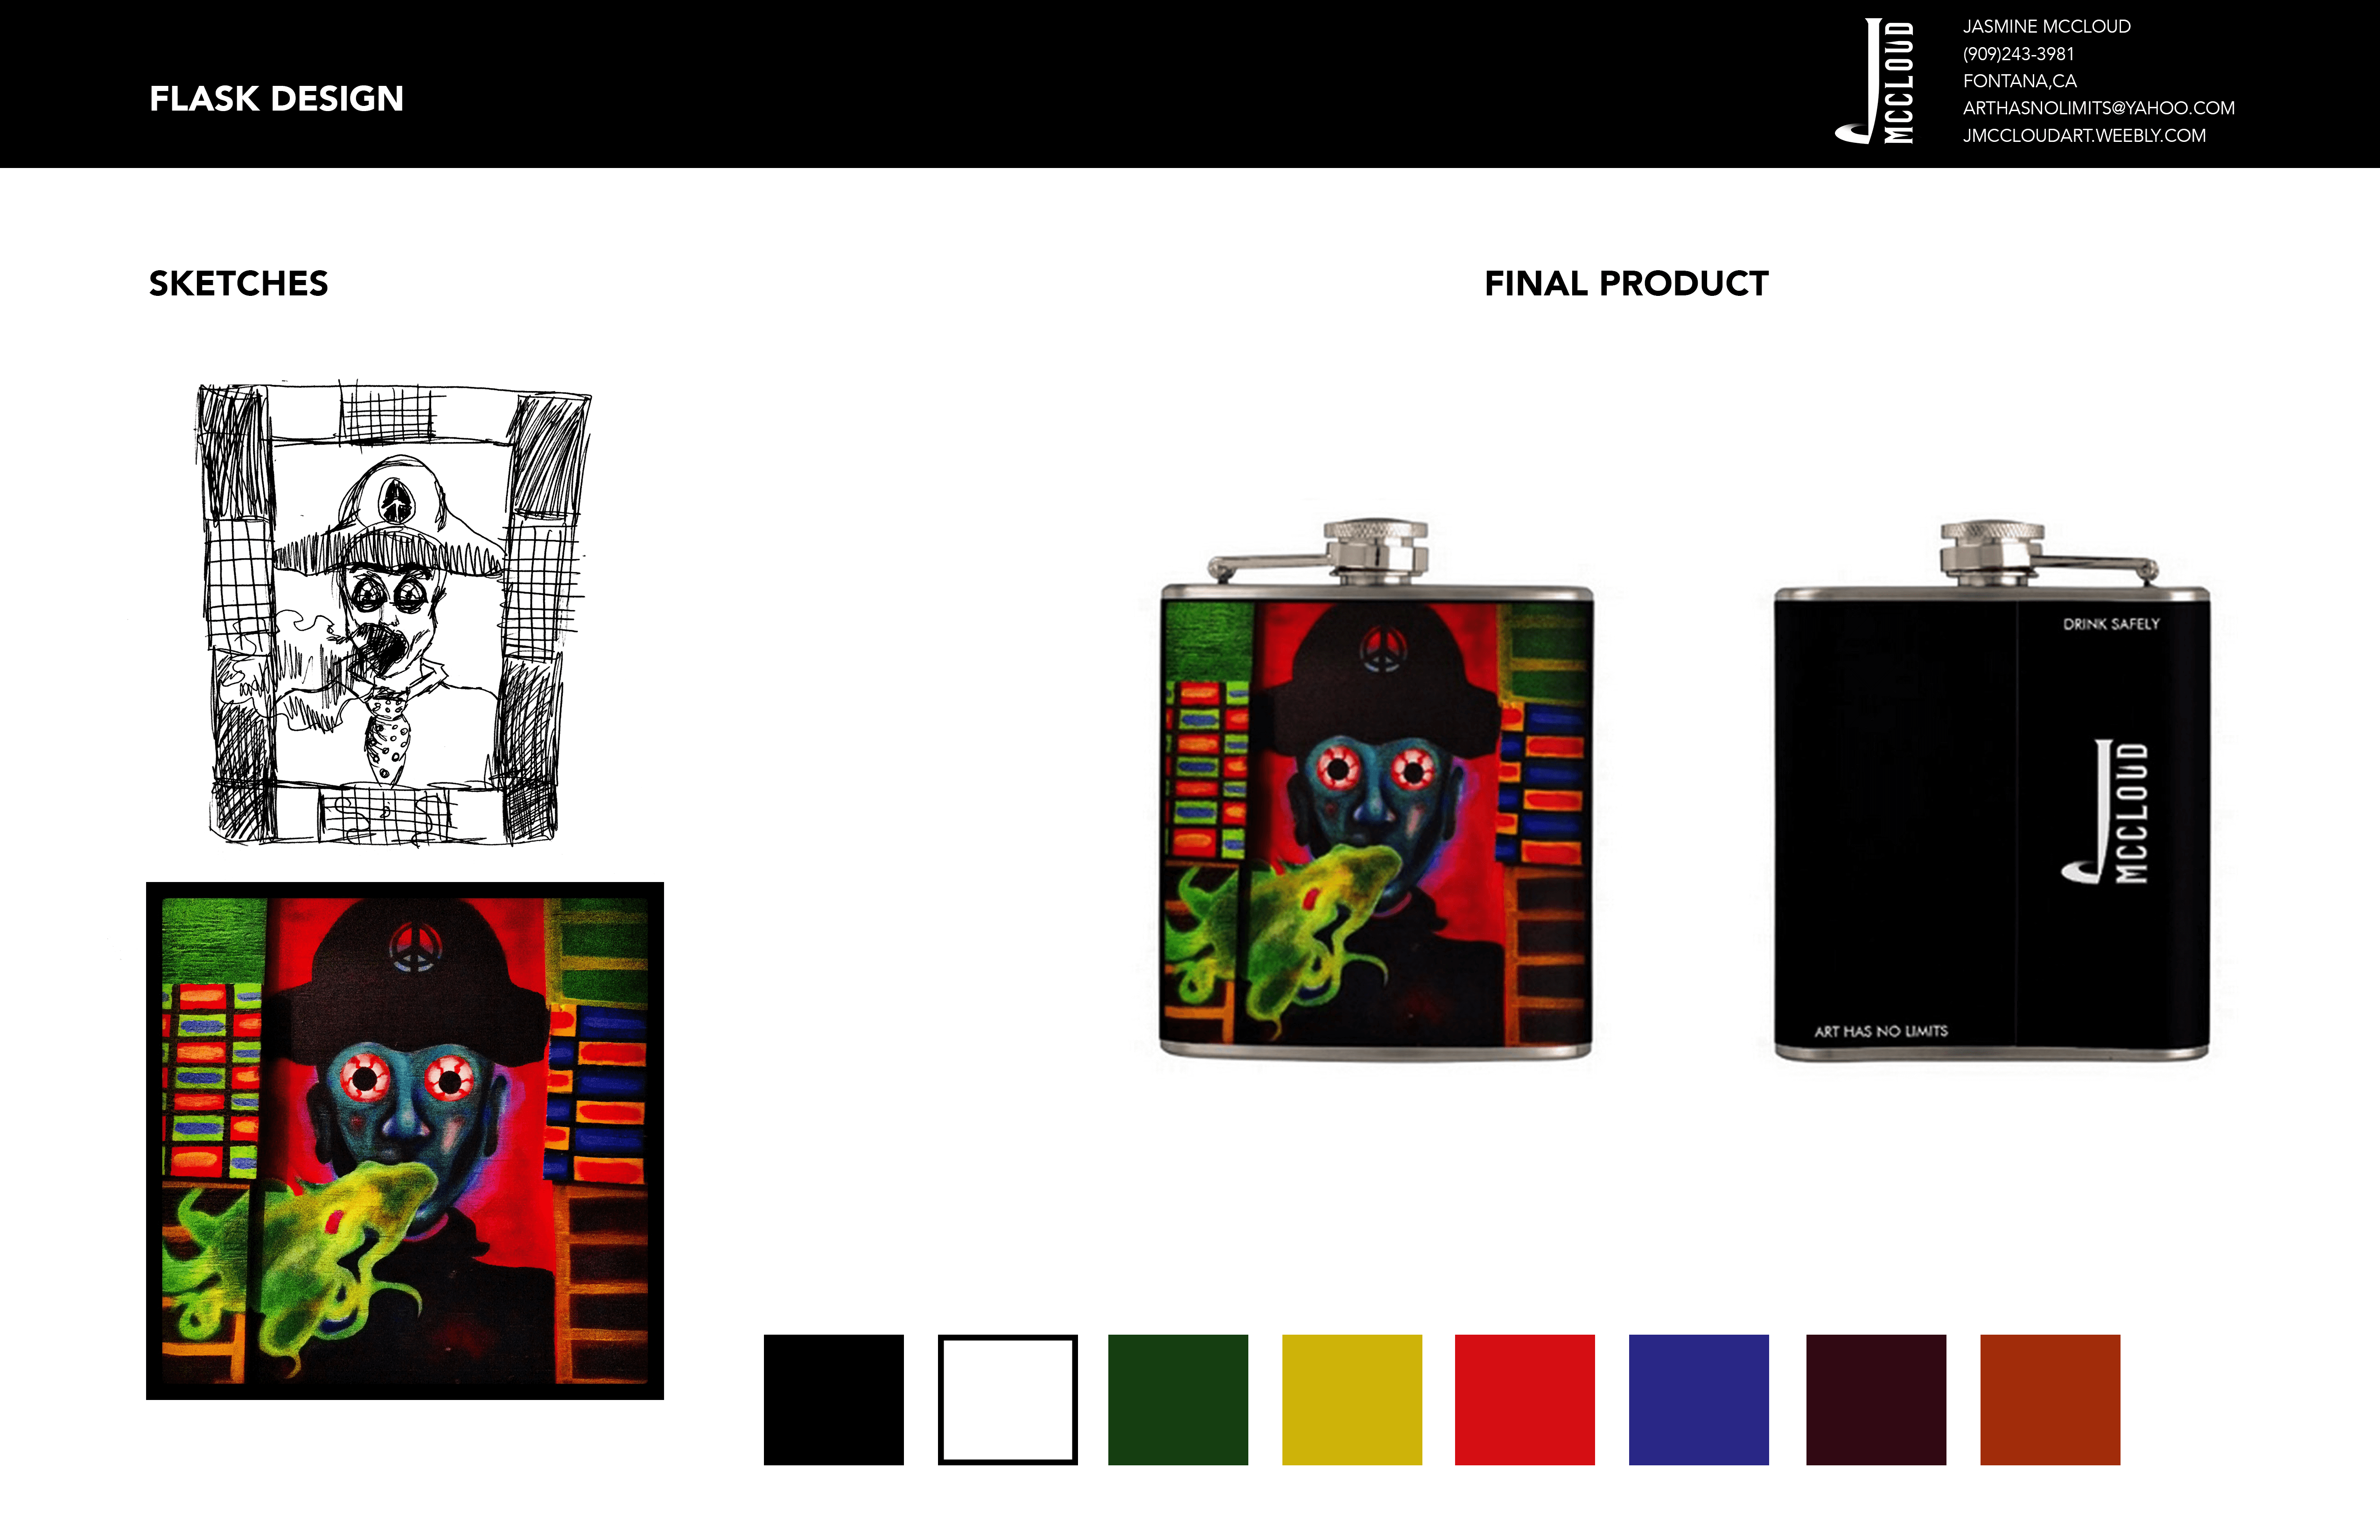 FLASK DESIGN
J MCCLOUD
JASMINE MCCLOUD
(909)243-3981
FONTANA,CA
ARTHASNOLIMITS@YAHOO.COM
JMCCLOUDART.WEEBLY.COM
SKETCHES
FINAL PRODUCT
DRINK SAFELY
J MCCLOUD
ART HAS NO LIMITS